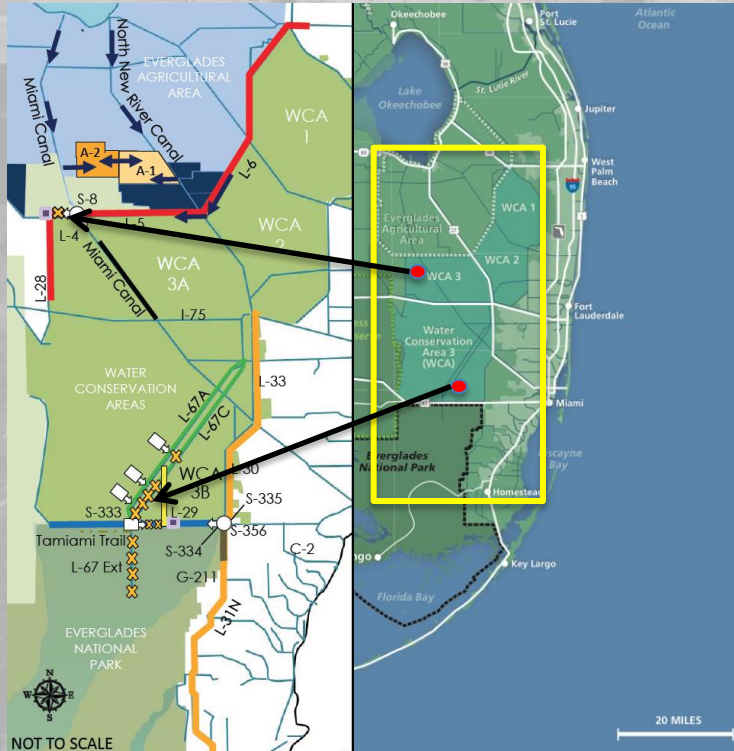 Miami Canal
North New River Canal
EVERGLADES
AGRICULTURAL
AREA
WCA
1
A-2
A-1
L-6
S-8
L-5
L-4
WCA
2
WCA
3A
L-28
Miami Canal
I-75
WATER
CONSERVATION
AREAS
L-33
L-67A
L-67C
WCA
3B
30
S-333
L-29
S-335
S-356
S-334
Tamiami Trail
L-67 Ext
G-211
C-2
L-31N
EVERGLADES
NATIONAL
PARK
N
W
E
S
NOT TO SCALE
Okeechobee
Port
St. Lucie
Atlantic
Ocean
St. Lucie River
Lake
Okeechobee
Jupiter
West
Palm
Beach
WCA 1
Everglades
Agricultural
Area
27
WCA 2
WCA 3
Fort
Lauderdale
ess
erve
Water
Conservation
Area 3
(WCA)
Miami
Everglades
National Park
iscayne
Bay
Homestead
ngo
Key Largo
Florida Bay
20 MILES